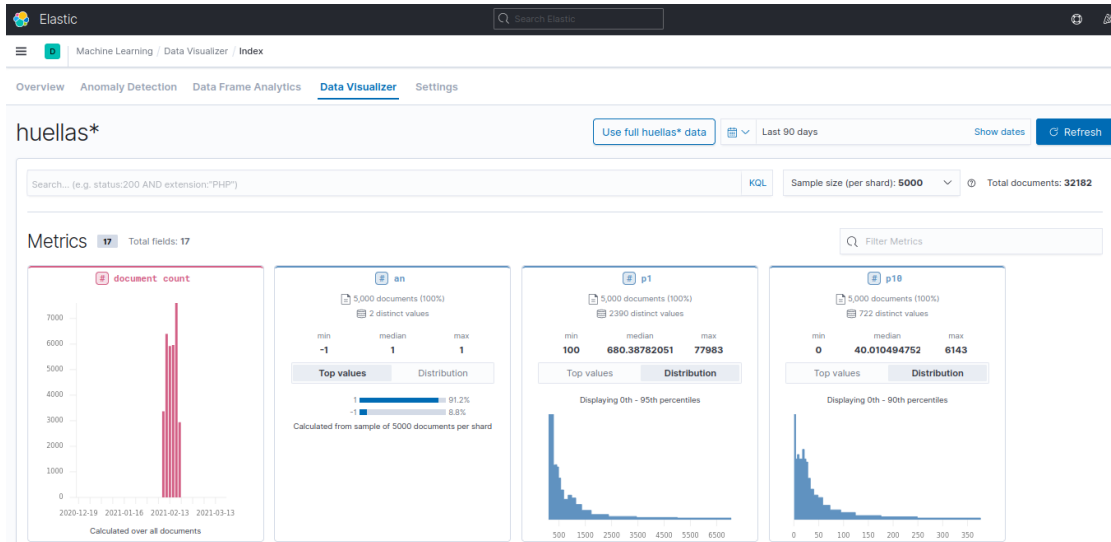 Elastic
Search Elastic
D
Machine Learning / Data Visualizer / Index
Overview Anomaly Detection Data Frame Analytics Data Visualizer Settings
huellas*
Use full huellas* data
Last 90 days
Show dates
Refresh
Search... (e.g. status:200 AND extension:"PHP")
KQL
Sample size (per shard): 5000
Total documents: 32182
Metrics 17 Total fields: 17
Filter Metrics
# document count
7000
6000
5000
4000
3000
2000
1000
0
2020-12-19 2021-01-16 2021-02-13 2021-03-13
Calculated over all documents
# an
5,000 documents (100%)
2 distinct values
min median max
-1 1 1
Top values Distribution
1 91.2%
-1 8.8%
Calculated from sample of 5000 documents per shard
# p1
5,000 documents (100%)
2390 distinct values
min median max
100 680.38782051 77983
Top values Distribution
Displaying 0th - 95th percentiles
500 1500 2500 3500 4500 5500 6500
# p10
5,000 documents (100%)
722 distinct values
min median max
0 40.010494752 6143
Top values Distribution
Displaying 0th - 90th percentiles
0 50 100 150 200 250 300 350